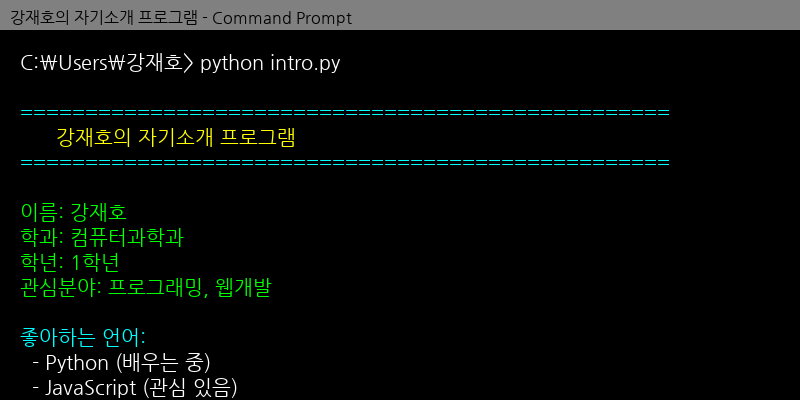 강재호의 자기소개 프로그램 - Command Prompt
C:₩Users₩강재호> python intro.py
==================================================
강재호의 자기소개 프로그램
==================================================
이름: 강재호
학과: 컴퓨터과학과
학년: 1학년
관심분야: 프로그래밍, 웹개발
좋아하는 언어:
- Python (배우는 중)
- JavaScript (관심 있음)